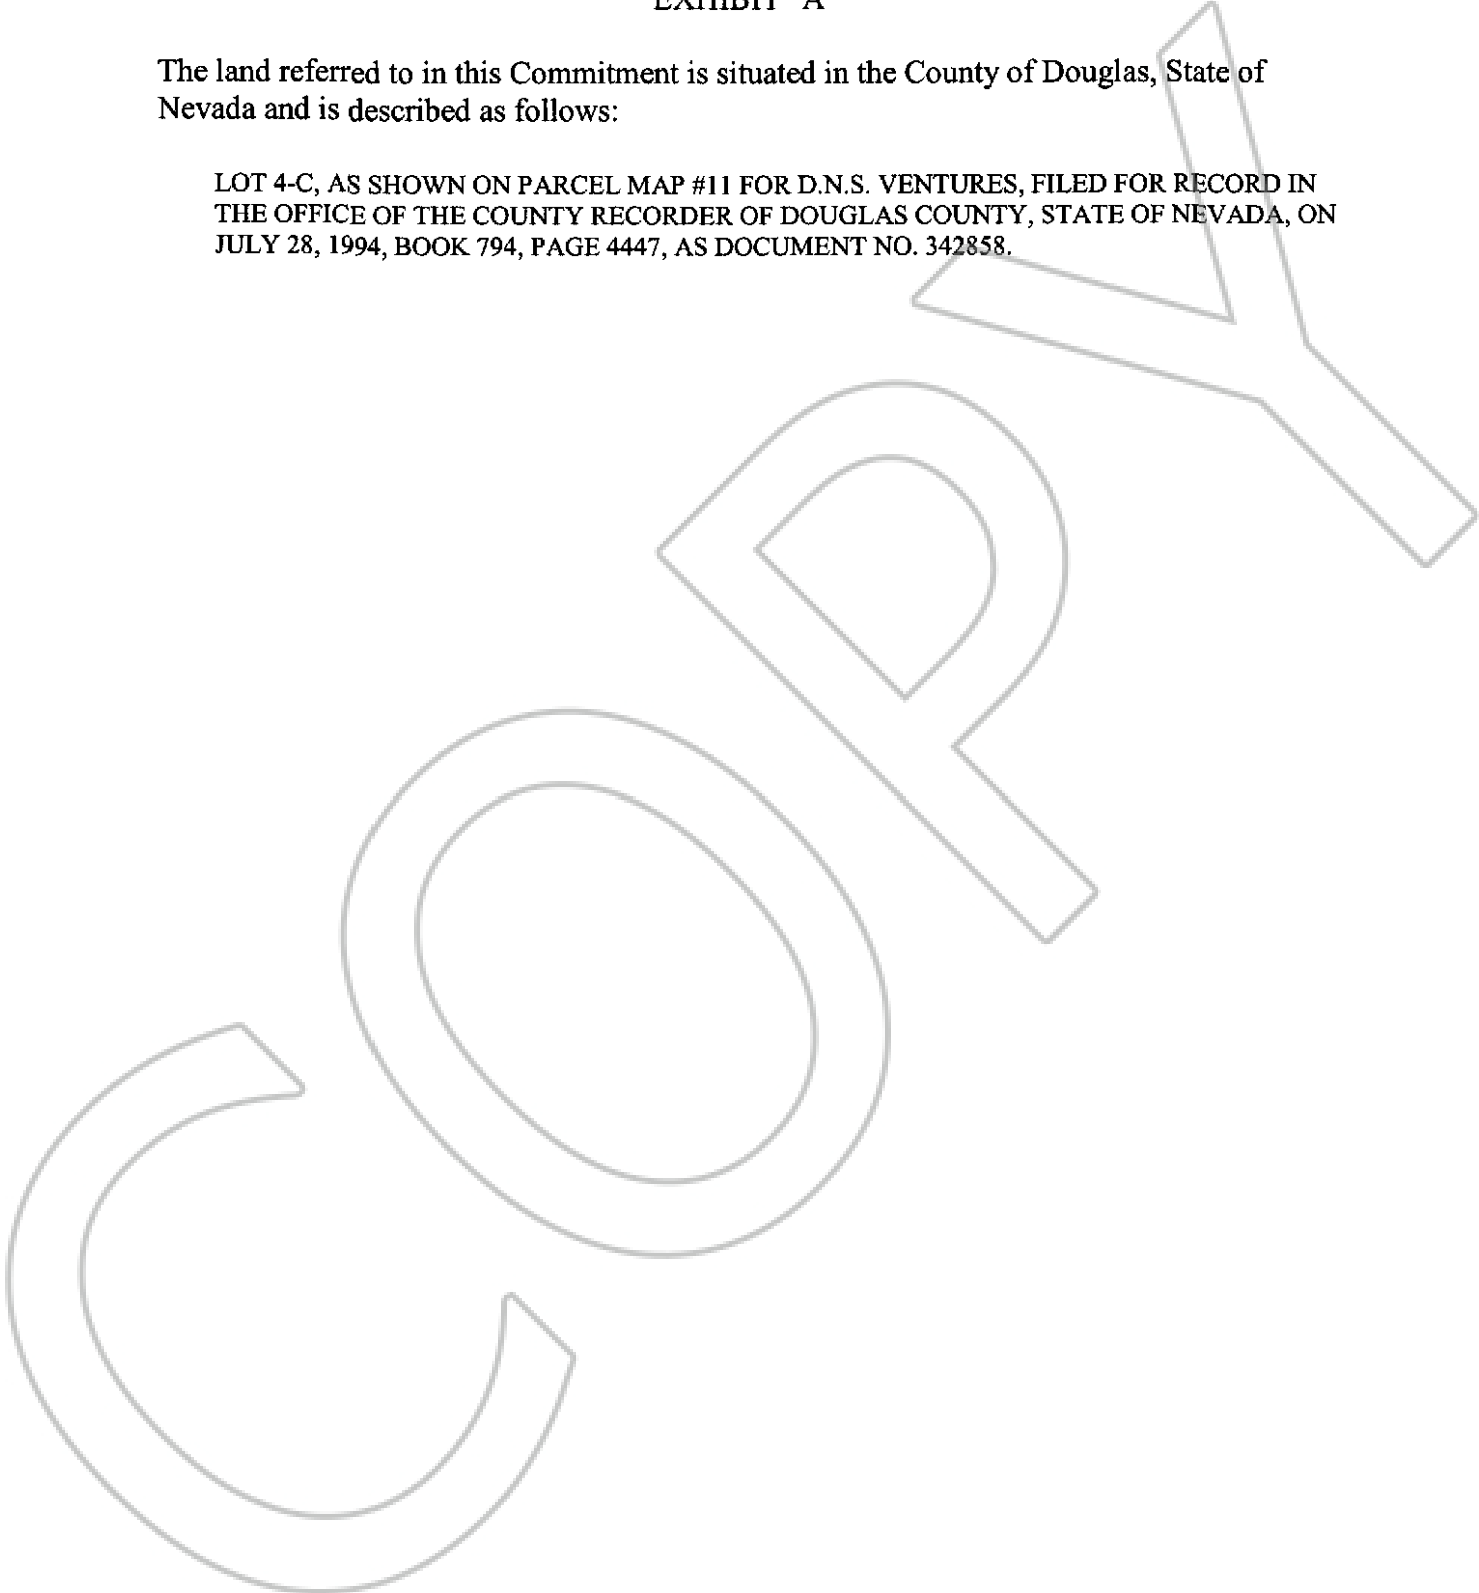 EXHIBIT "A"
The land referred to in this Commitment is situated in the County of Douglas, State of
Nevada and is described as follows:
LOT 4-C, AS SHOWN ON PARCEL MAP #11 FOR D.N.S. VENTURES, FILED FOR RECORD IN
THE OFFICE OF THE COUNTY RECORDER OF DOUGLAS COUNTY, STATE OF NEVADA, ON
JULY 28, 1994, BOOK 794, PAGE 4447, AS DOCUMENT NO. 342858.
COPY